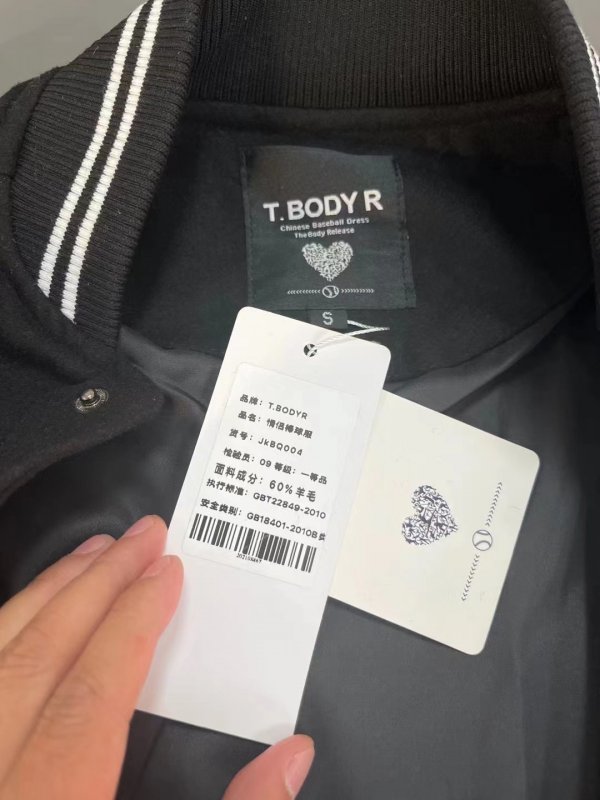 T.BODY R
Chinese Baseball Dress
The Body Release
S
品牌：T.BODYR
品名：情侣棒球服
货号：JkBQ004
检验员：09 等级：一等品
面料成分：60%羊毛
执行标准：GBT22849-2010
安全类别：GB18401-2010B类